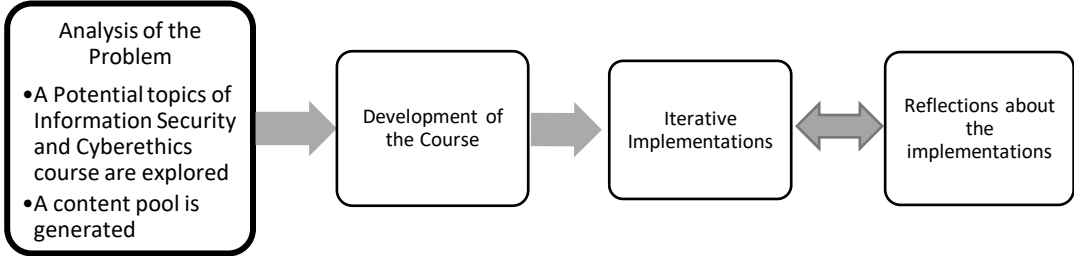 Analysis of the
Problem
•A Potential topics of
Information Security
and Cyberethics
course are explored
•A content pool is
generated
Development of
the Course
Iterative
Implementations
Reflections about
the
implementations